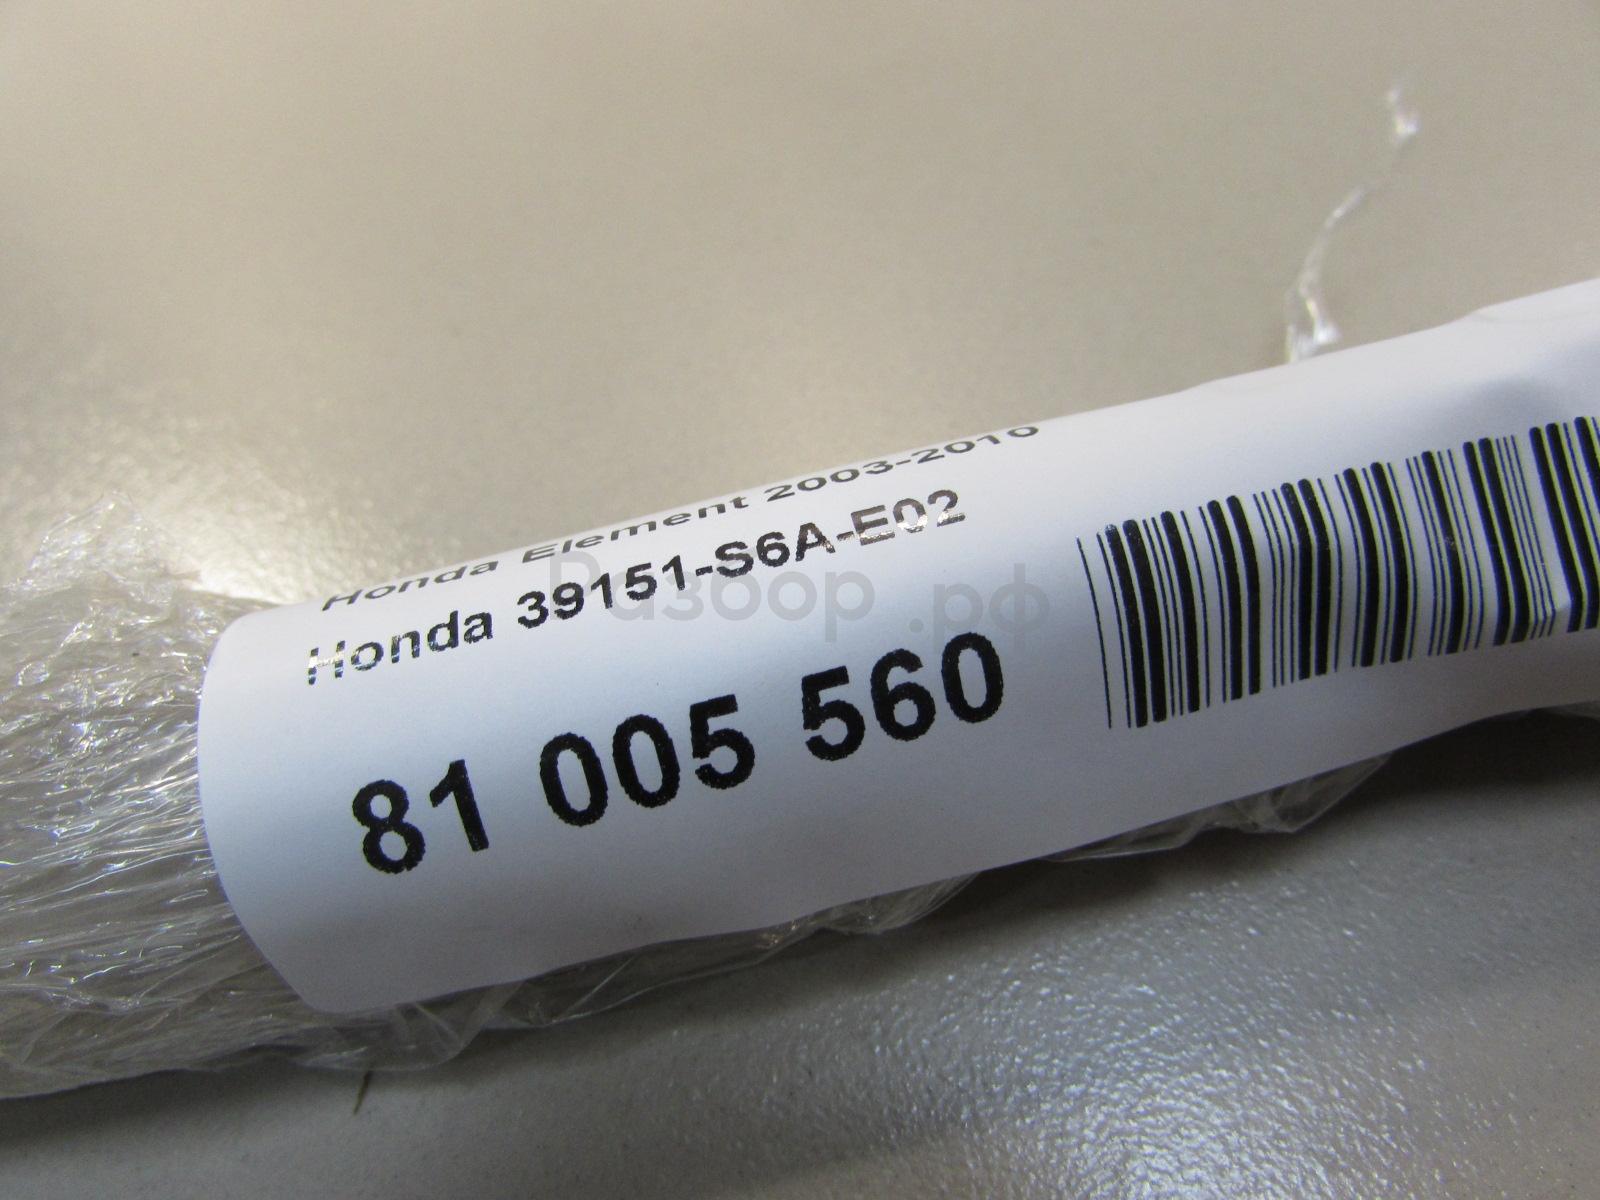 Honda Element 2003-2010
Honda 39151-S6A-E02
Разбор.рф
81 005 560